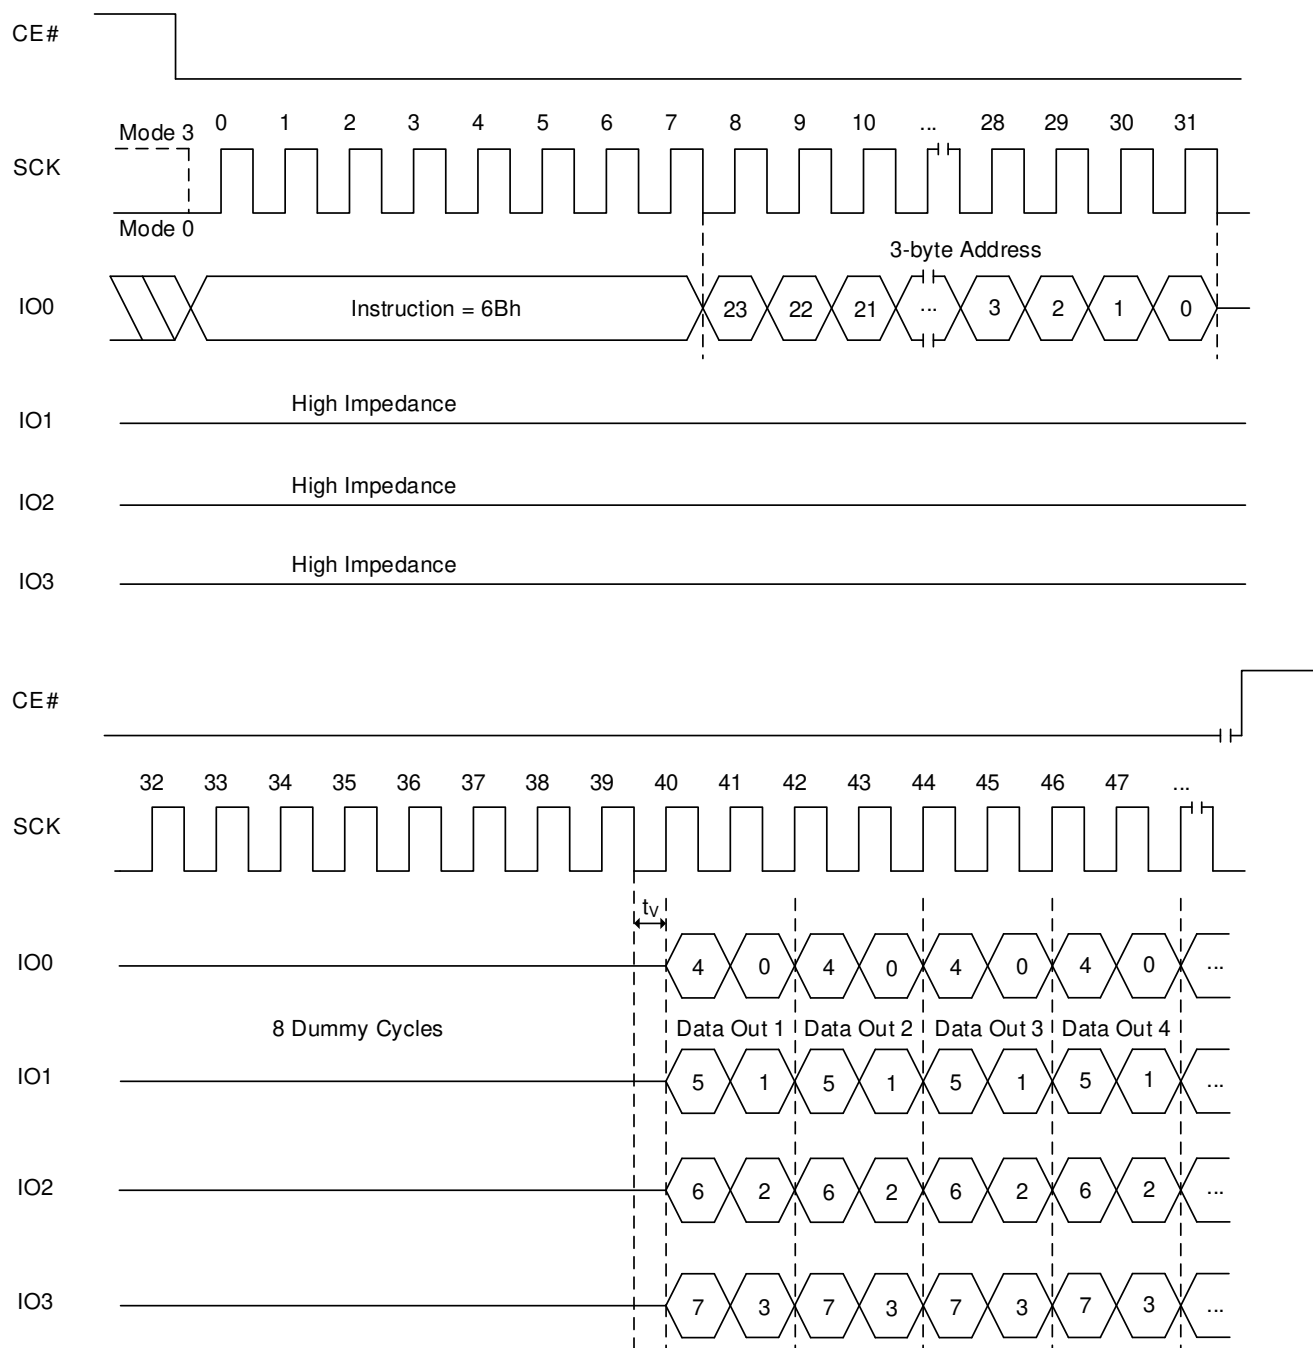 CE#
Mode 3 0 1 2 3 4 5 6 7 8 9 10 ... 28 29 30 31
SCK
Mode 0
3-byte Address
IO0 Instruction = 6Bh 23 22 21 ... 3 2 1 0
High Impedance
IO1
High Impedance
IO2
High Impedance
IO3
CE#
32 33 34 35 36 37 38 39 40 41 42 43 44 45 46 47 ...
SCK
tV
IO0 4 0 4 0 4 0 4 0 ...
8 Dummy Cycles Data Out 1 Data Out 2 Data Out 3 Data Out 4
IO1 5 1 5 1 5 1 5 1 ...
IO2 6 2 6 2 6 2 6 2 ...
IO3 7 3 7 3 7 3 7 3 ...